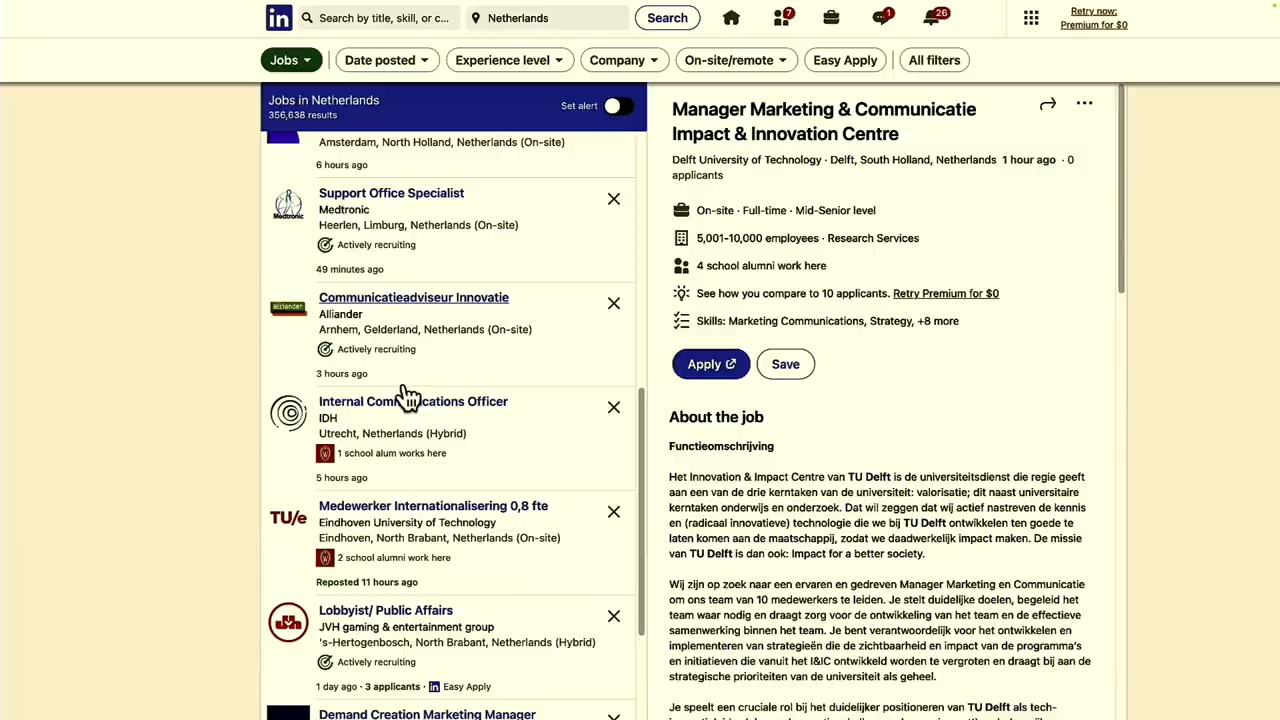 in
Search by title, skill, or c...
Netherlands
Search
7
1
26
Retry now:
Premium for $0
Jobs
Date posted
Experience level
Company
On-site/remote
Easy Apply
All filters
Jobs in Netherlands
356,638 results
Set alert
Amsterdam, North Holland, Netherlands (On-site)
6 hours ago
Medtronic
Support Office Specialist
Medtronic
Heerlen, Limburg, Netherlands (On-site)
Actively recruiting
49 minutes ago
alliander
Communicatieadviseur Innovatie
Alliander
Arnhem, Gelderland, Netherlands (On-site)
Actively recruiting
3 hours ago
Internal Com cations Officer
IDH
Utrecht, Netherlands (Hybrid)
1 school alum works here
5 hours ago
TU/e
Medewerker Internationalisering 0,8 fte
Eindhoven University of Technology
Eindhoven, North Brabant, Netherlands (On-site)
2 school alumni work here
Reposted 11 hours ago
Lobbyist/ Public Affairs
JVH gaming & entertainment group
's-Hertogenbosch, North Brabant, Netherlands (Hybrid)
Actively recruiting
1 day ago · 3 applicants · in Easy Apply
Demand Creation Marketing Manager
Manager Marketing & Communicatie
Impact & Innovation Centre
Delft University of Technology · Delft, South Holland, Netherlands 1 hour ago · 0
applicants
On-site · Full-time · Mid-Senior level
5,001-10,000 employees · Research Services
4 school alumni work here
See how you compare to 10 applicants. Retry Premium for $0
Skills: Marketing Communications, Strategy, +8 more
Apply
Save
About the job
Functieomschrijving
Het Innovation & Impact Centre van TU Delft is de universiteitsdienst die regie geeft
aan een van de drie kerntaken van de universiteit: valorisatie; dit naast universitaire
kerntaken onderwijs en onderzoek. Dat wil zeggen dat wij actief nastreven de kennis
en (radicaal innovatieve) technologie die we bij TU Delft ontwikkelen ten goede te
laten komen aan de maatschappij, zodat we daadwerkelijk impact maken. De missie
van TU Delft is dan ook: Impact for a better society.
Wij zijn op zoek naar een ervaren en gedreven Manager Marketing en Communicatie
om ons team van 10 medewerkers te leiden. Je stelt duidelijke doelen, begeleid het
team waar nodig en draagt zorg voor de ontwikkeling van het team en de effectieve
samenwerking binnen het team. Je bent verantwoordelijk voor het ontwikkelen en
implementeren van strategieën die de zichtbaarheid en impact van de programma's
en initiatieven die vanuit het I&IC ontwikkeld worden te vergroten en draagt bij aan de
strategische prioriteiten van de universiteit als geheel.
Je speelt een cruciale rol bij het duidelijker positioneren van TU Delft als tech-